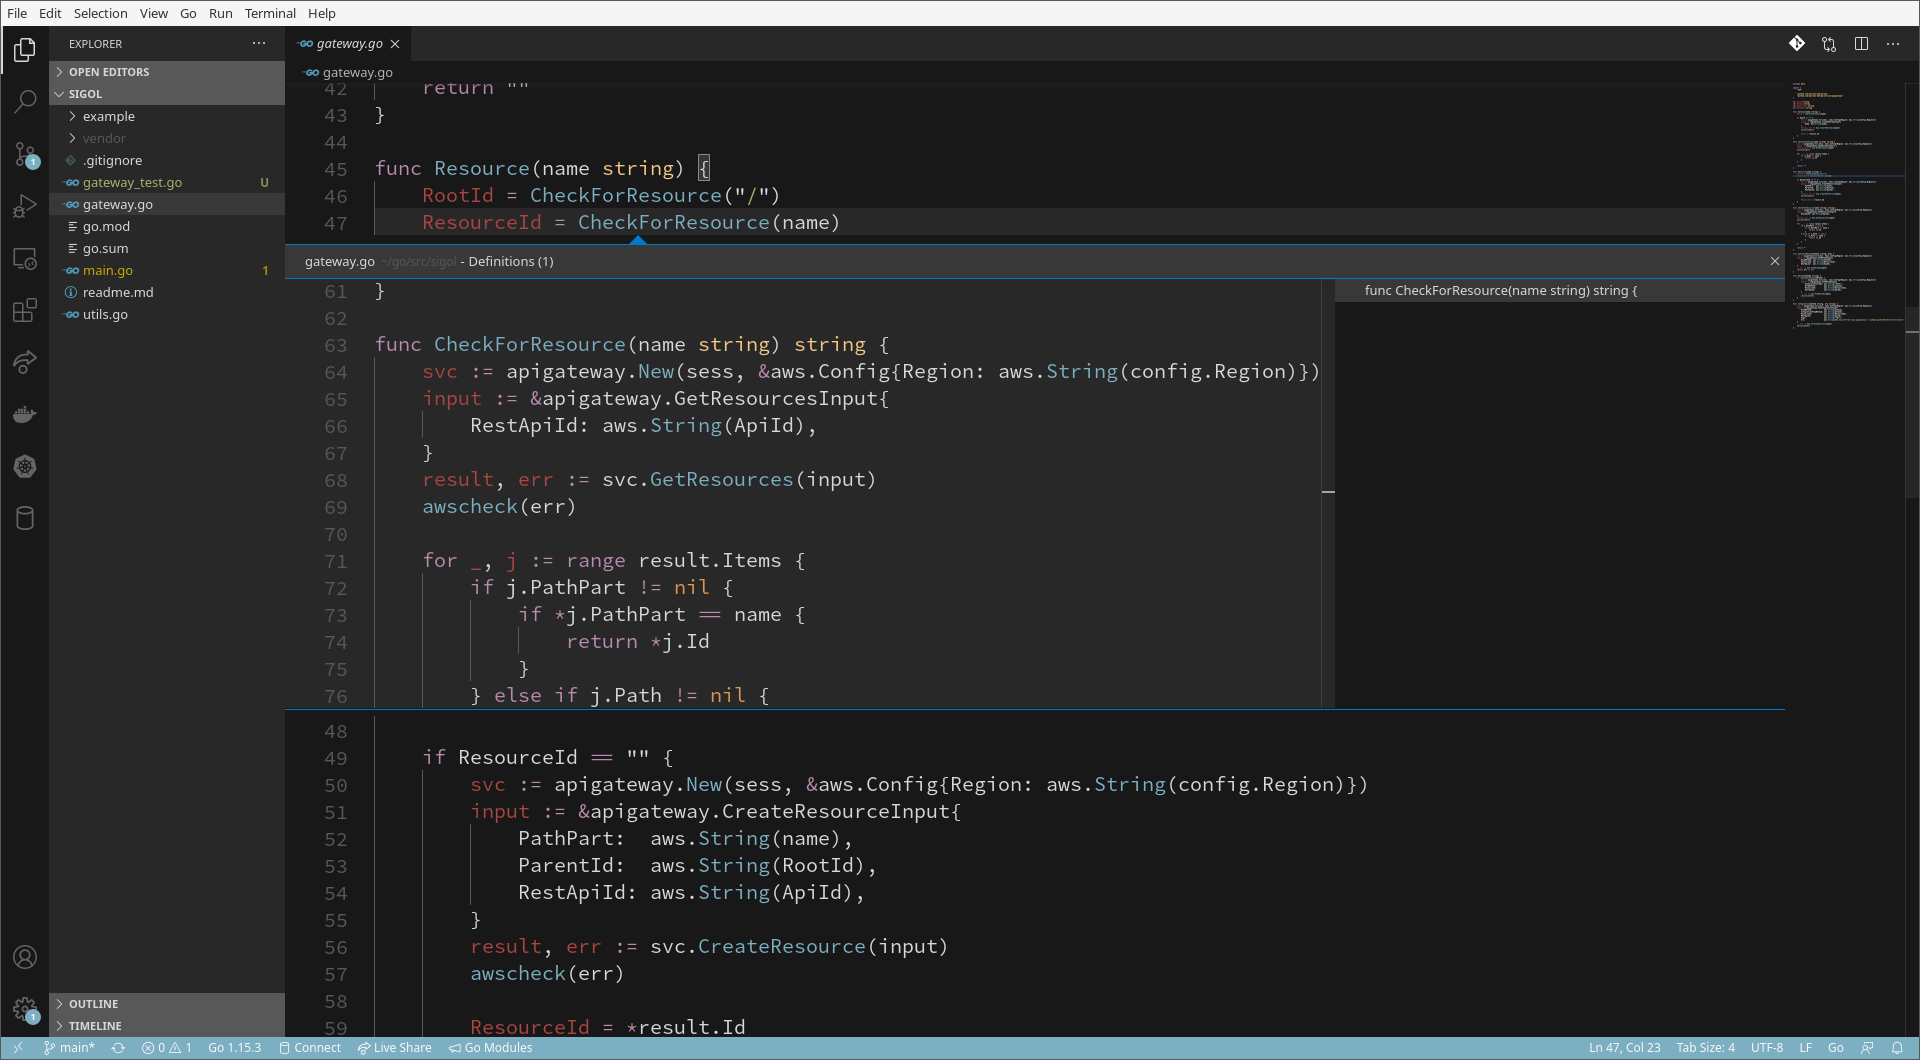 File Edit Selection View Go Run Terminal Help
EXPLORER
OPEN EDITORS
SIGOL
example
vendor
.gitignore
gateway_test.go U
gateway.go
go.mod
go.sum
main.go 1
readme.md
utils.go
OUTLINE
TIMELINE
1
1
gateway.go
gateway.go
42 return ""
43 }
44
45 func Resource(name string) {
46 RootId = CheckForResource("/")
47 ResourceId = CheckForResource(name)
gateway.go ~/go/src/sigol - Definitions (1)
61 }
62
63 func CheckForResource(name string) string {
64 svc := apigateway.New(sess, &aws.Config{Region: aws.String(config.Region)})
65 input := &apigateway.GetResourcesInput{
66 RestApiId: aws.String(ApiId),
67 }
68 result, err := svc.GetResources(input)
69 awscheck(err)
70
71 for _, j := range result.Items {
72 if j.PathPart != nil {
73 if *j.PathPart == name {
74 return *j.Id
75 }
76 } else if j.Path != nil {
func CheckForResource(name string) string {
48
49 if ResourceId == "" {
50 svc := apigateway.New(sess, &aws.Config{Region: aws.String(config.Region)})
51 input := &apigateway.CreateResourceInput{
52 PathPart: aws.String(name),
53 ParentId: aws.String(RootId),
54 RestApiId: aws.String(ApiId),
55 }
56 result, err := svc.CreateResource(input)
57 awscheck(err)
58
59 ResourceId = *result.Id
main* 0 1 Go 1.15.3 Connect Live Share Go Modules Ln 47, Col 23 Tab Size: 4 UTF-8 LF Go